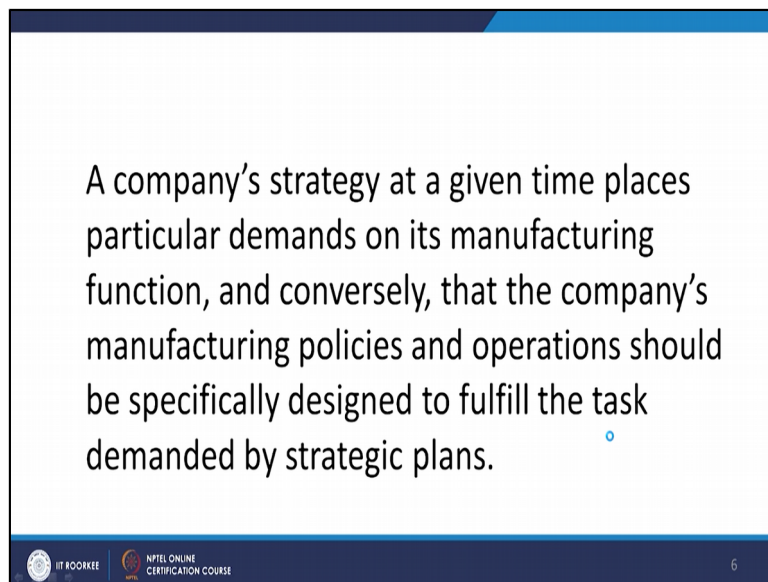 A company’s strategy at a given time places
particular demands on its manufacturing
function, and conversely, that the company’s
manufacturing policies and operations should
be specifically designed to fulfill the task
demanded by strategic plans.
IIT ROORKEE
NPTEL
NPTEL ONLINE
CERTIFICATION COURSE
6